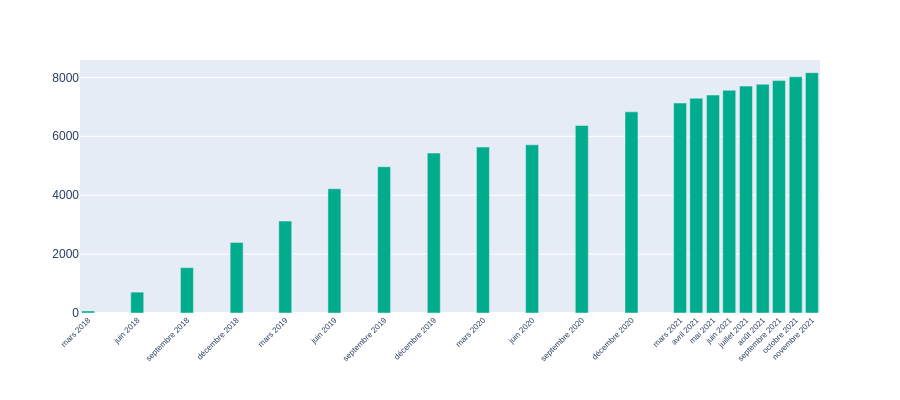 8000
6000
4000
2000
0
mars 2018
juin 2018
septembre 2018
décembre 2018
mars 2019
juin 2019
septembre 2019
décembre 2019
mars 2020
juin 2020
septembre 2020
décembre 2020
mars 2021
avril 2021
mai 2021
juin 2021
juillet 2021
août 2021
septembre 2021
octobre 2021
novembre 2021